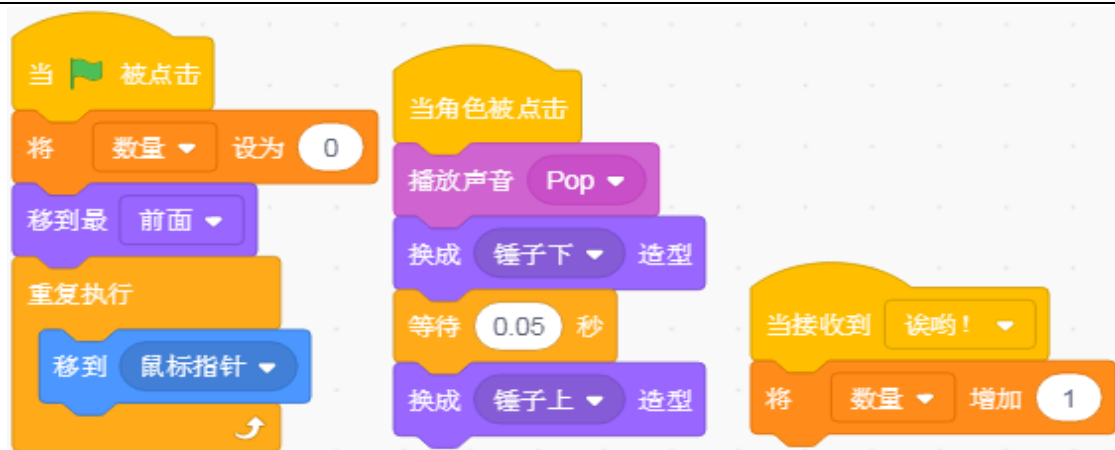 当 被点击
将 数量 设为 0
移到最 前面
重复执行
移到 鼠标指针
当角色被点击
播放声音 Pop
换成 锤子下 造型
等待 0.05 秒
换成 锤子上 造型
当接收到 诶哟！
将 数量 增加 1